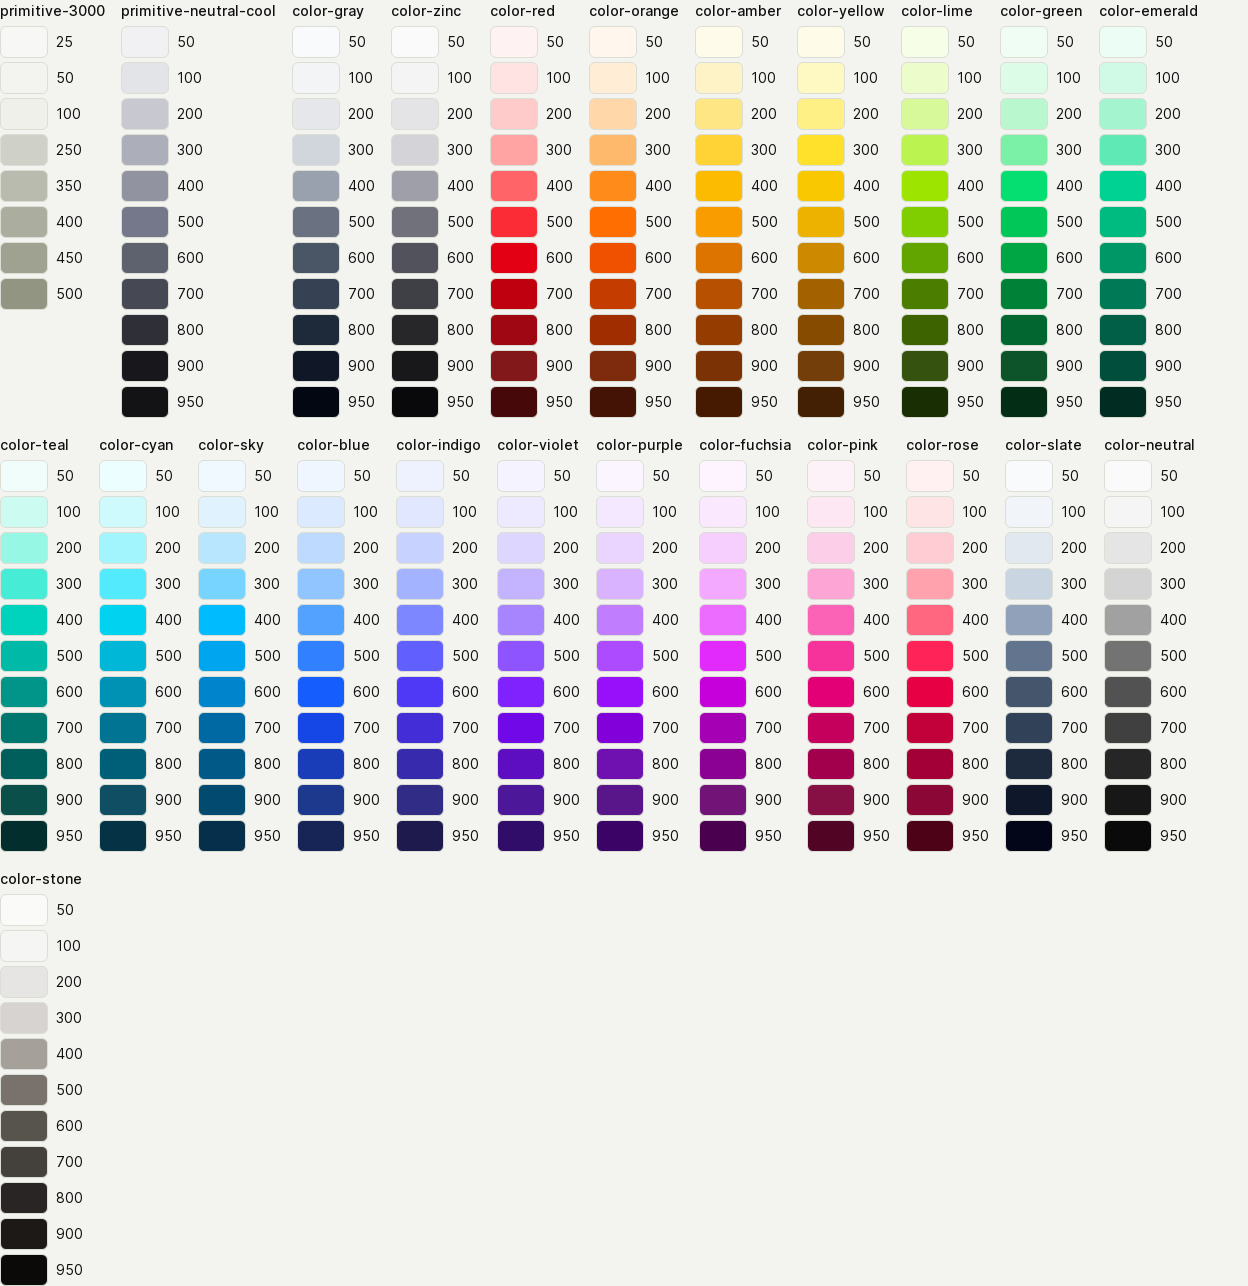 primitive-3000 primitive-neutral-cool color-gray color-zinc color-red color-orange color-amber color-yellow color-lime color-green color-emerald
25 50 50 50 50 50 50 50 50 50 50
50 100 100 100 100 100 100 100 100 100 100
100 200 200 200 200 200 200 200 200 200 200
250 300 300 300 300 300 300 300 300 300 300
350 400 400 400 400 400 400 400 400 400 400
400 500 500 500 500 500 500 500 500 500 500
450 600 600 600 600 600 600 600 600 600 600
500 700 700 700 700 700 700 700 700 700 700
800 800 800 800 800 800 800 800 800 800
900 900 900 900 900 900 900 900 900 900
950 950 950 950 950 950 950 950 950 950
color-teal color-cyan color-sky color-blue color-indigo color-violet color-purple color-fuchsia color-pink color-rose color-slate color-neutral
50 50 50 50 50 50 50 50 50 50 50 50
100 100 100 100 100 100 100 100 100 100 100 100
200 200 200 200 200 200 200 200 200 200 200 200
300 300 300 300 300 300 300 300 300 300 300 300
400 400 400 400 400 400 400 400 400 400 400 400
500 500 500 500 500 500 500 500 500 500 500 500
600 600 600 600 600 600 600 600 600 600 600 600
700 700 700 700 700 700 700 700 700 700 700 700
800 800 800 800 800 800 800 800 800 800 800 800
900 900 900 900 900 900 900 900 900 900 900 900
950 950 950 950 950 950 950 950 950 950 950 950
color-stone
50
100
200
300
400
500
600
700
800
900
950